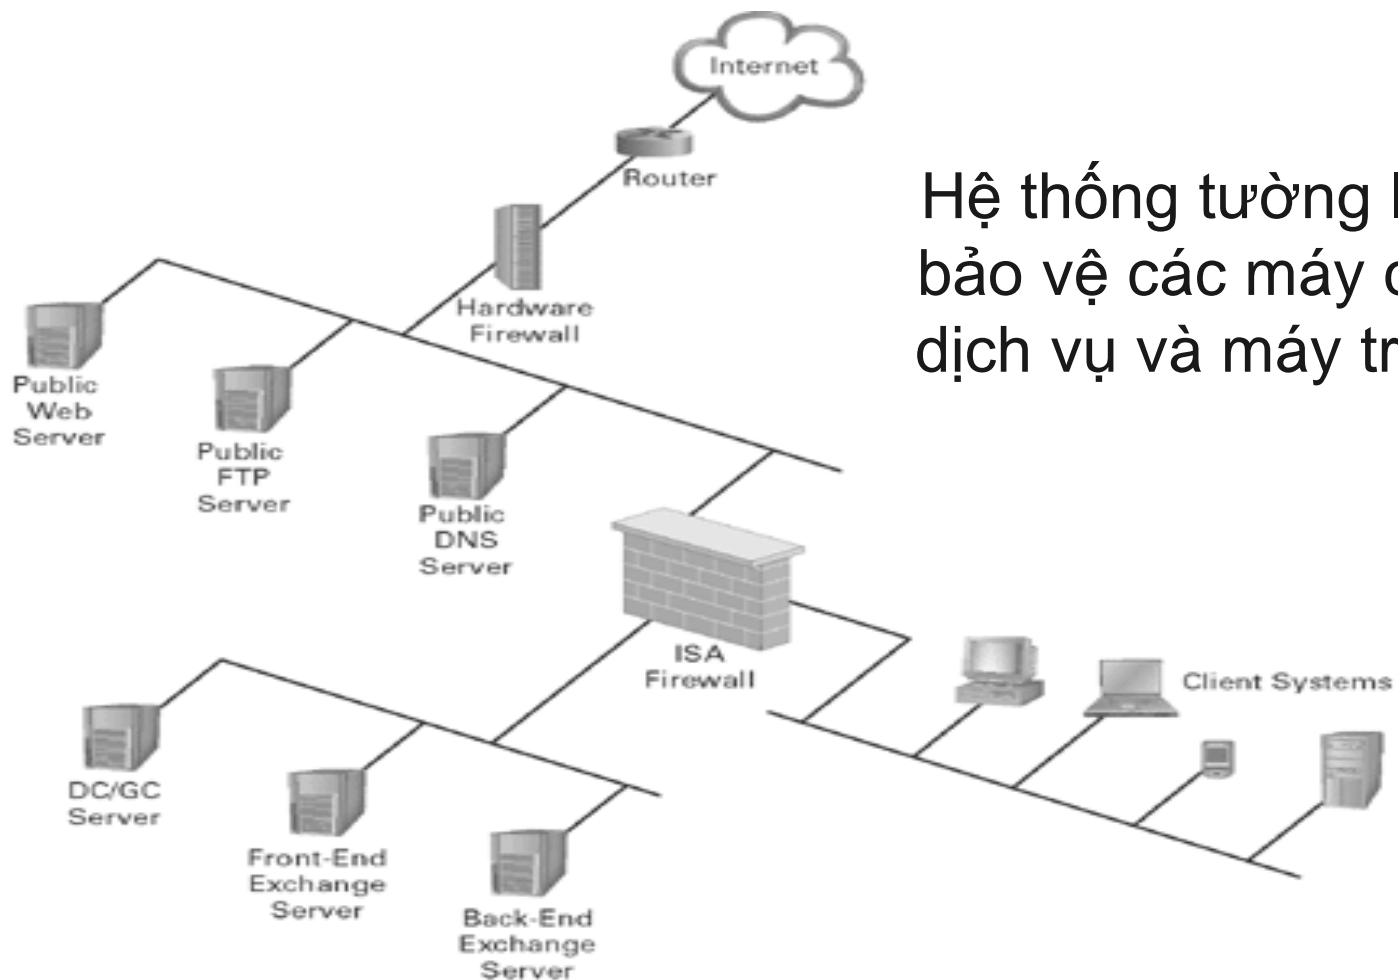 Internet
Router
Hệ thống tường
bảo vệ các máy
dịch vụ và máy
Hardware
Firewall
Public
Web
Server
Public
FTP
Server
Public
DNS
Server
ISA
Firewall
Client Systems
DC/GC
Server
Front-End
Exchange
Server
Back-End
Exchange
Server